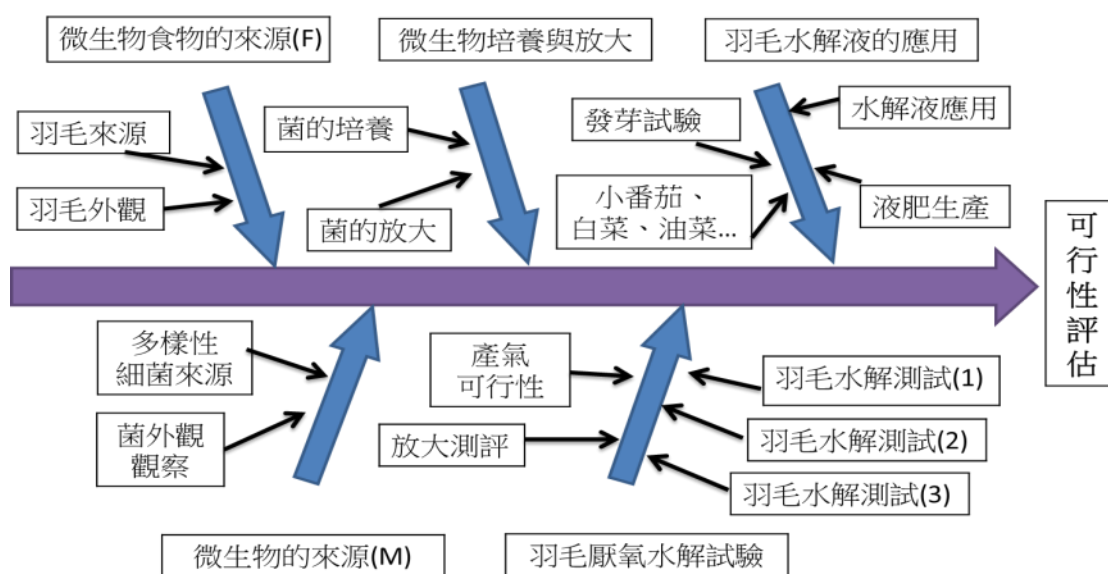 微生物食物的來源(F)
微生物培養與放大
羽毛水解液的應用
羽毛來源
羽毛外觀
菌的培養
菌的放大
發芽試驗
小番茄、
白菜、油菜...
水解液應用
液肥生產
可行性評估
多樣性
細菌來源
菌外觀
觀察
產氣
可行性
放大測評
羽毛水解測試(1)
羽毛水解測試(2)
羽毛水解測試(3)
微生物的來源(M)
羽毛厭氧水解試驗